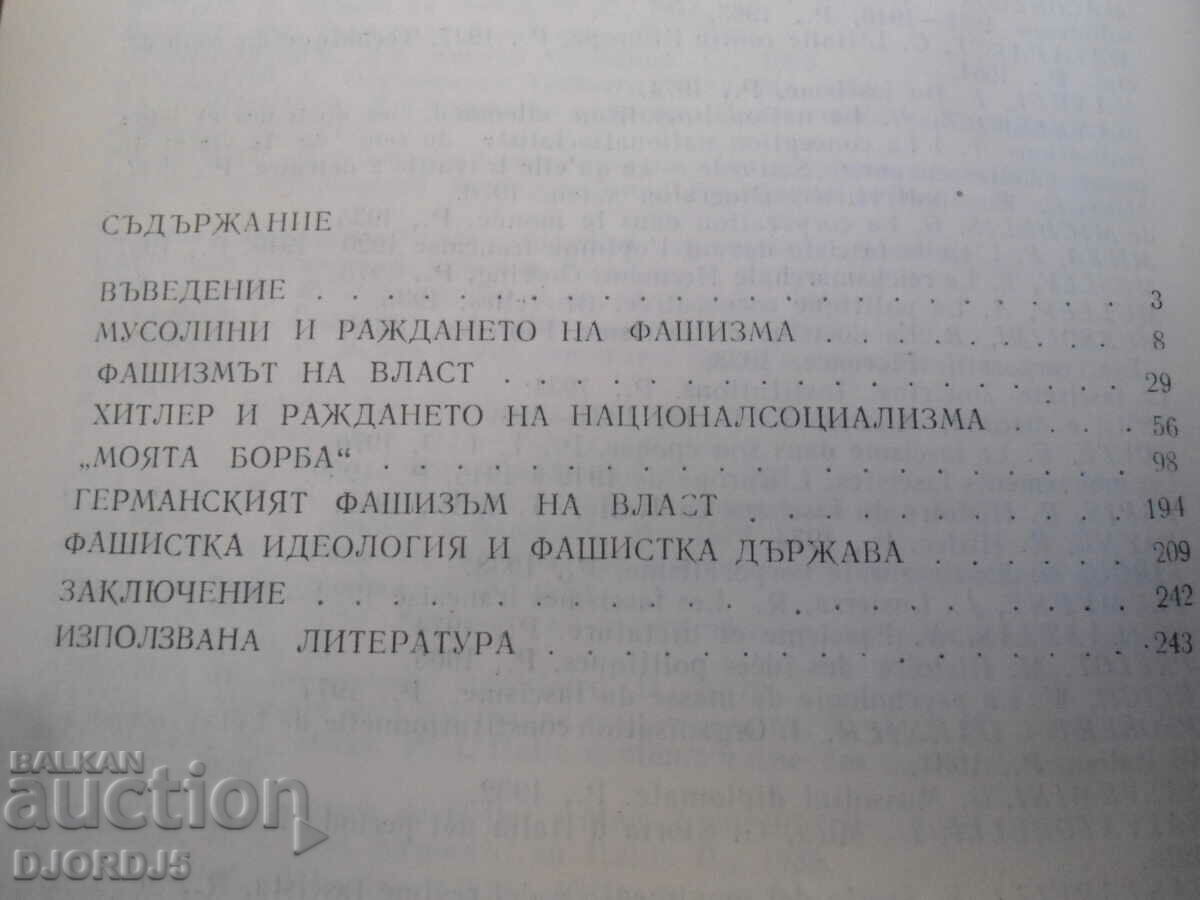 СЪДЪРЖАНИЕ
ВЪВЕДЕНИЕ . . . . . . . . . . . . . . . . . . 3
МУСОЛИНИ И РАЖДАНЕТО НА ФАШИЗМА . . . . . . . 8
ФАШИЗМЪТ НА ВЛАСТ . . . . . . . . . . . . . . 29
ХИТЛЕР И РАЖДАНЕТО НА НАЦИОНАЛСОЦИАЛИЗМА . . . 56
„МОЯТА БОРБА“ . . . . . . . . . . . . . . . . 98
ГЕРМАНСКИЯТ ФАШИЗЪМ НА ВЛАСТ . . . . . . . . . 194
ФАШИСТКА ИДЕОЛОГИЯ И ФАШИСТКА ДЪРЖАВА . . . . . 209
ЗАКЛЮЧЕНИЕ . . . . . . . . . . . . . . . . . . 242
ИЗПОЛЗВАНА ЛИТЕРАТУРА . . . . . . . . . . . . 243
BALKAN
auction
DJORDJ5